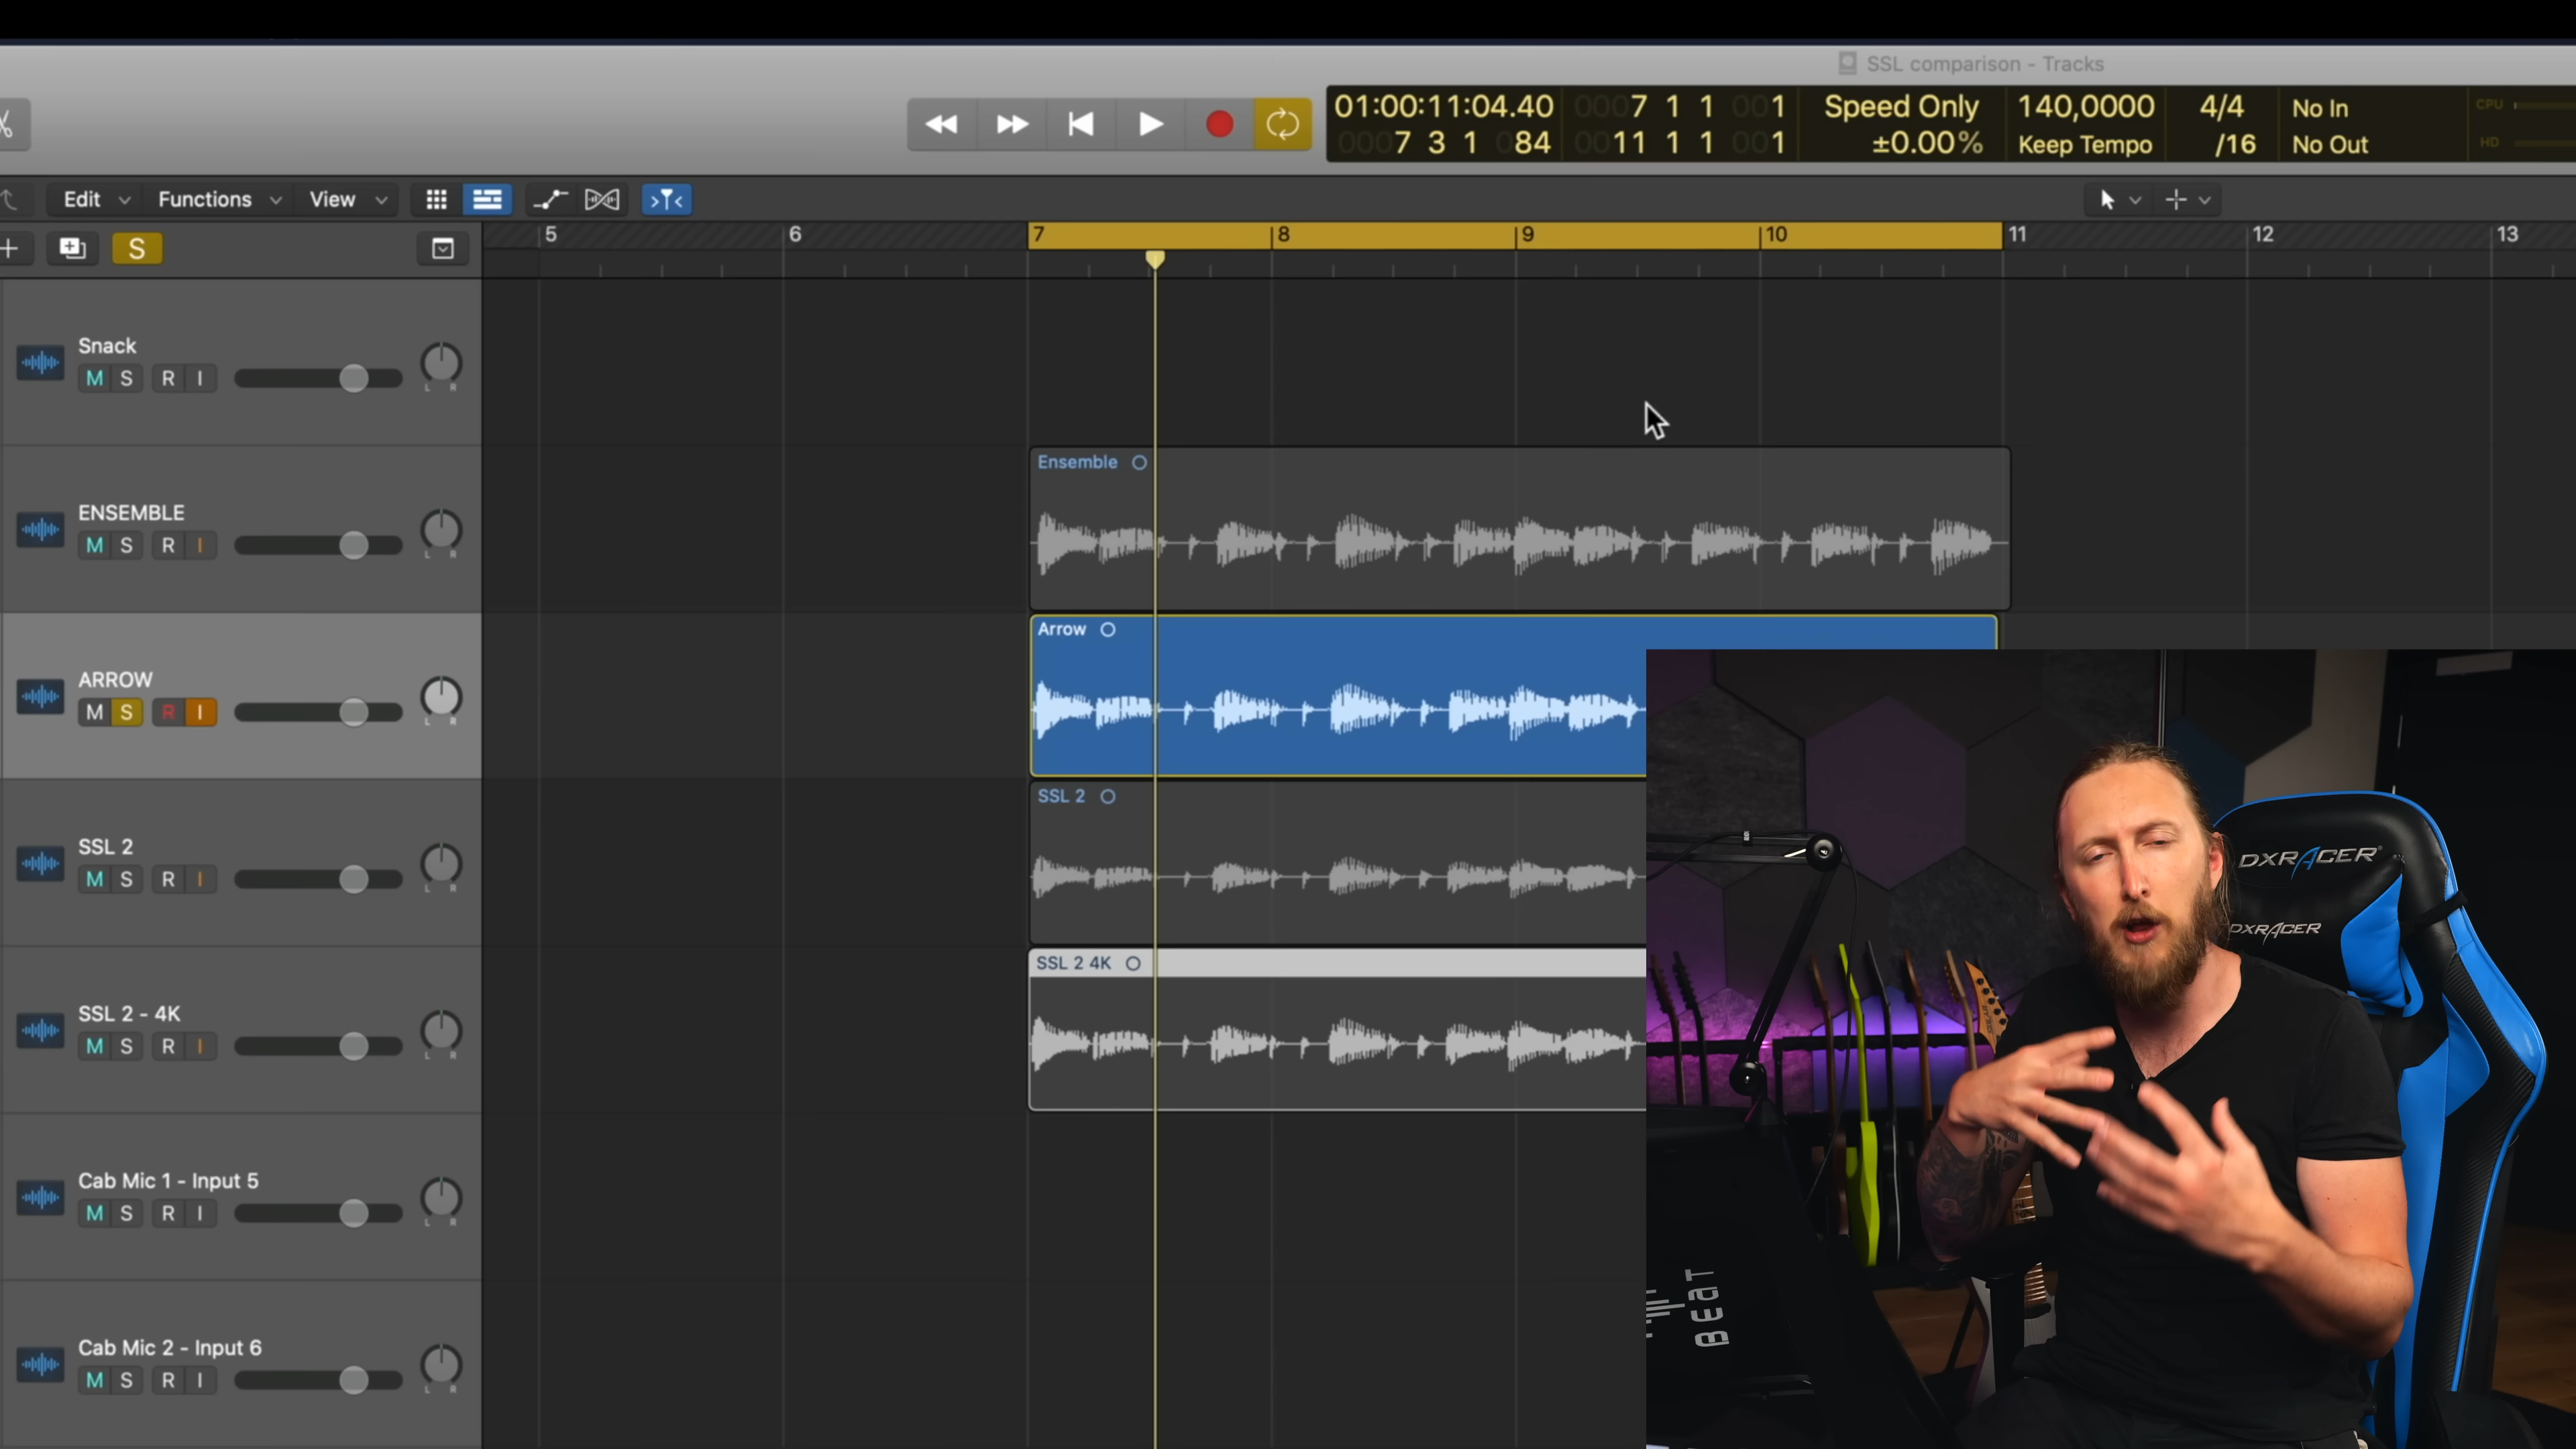 SSL comparison - Tracks
01:00:11:04.40 0007 1 1 001 Speed Only 140,0000 4/4 No In CPU
0007 3 1 084 0011 1 1 001 ±0.00% Keep Tempo /16 No Out HD
Edit Functions View
S
5 6 7 8 9 10 11 12 13
Snack
M S R I
L R
Ensemble
ENSEMBLE
M S R I
L R
Arrow
ARROW
M S R I
L R
SSL 2
SSL 2
M S R I
L R
SSL 2 4K
SSL 2 - 4K
M S R I
L R
Cab Mic 1 - Input 5
M S R I
L R
Cab Mic 2 - Input 6
M S R I
L R
DXRACER
DXRACER
BEAT